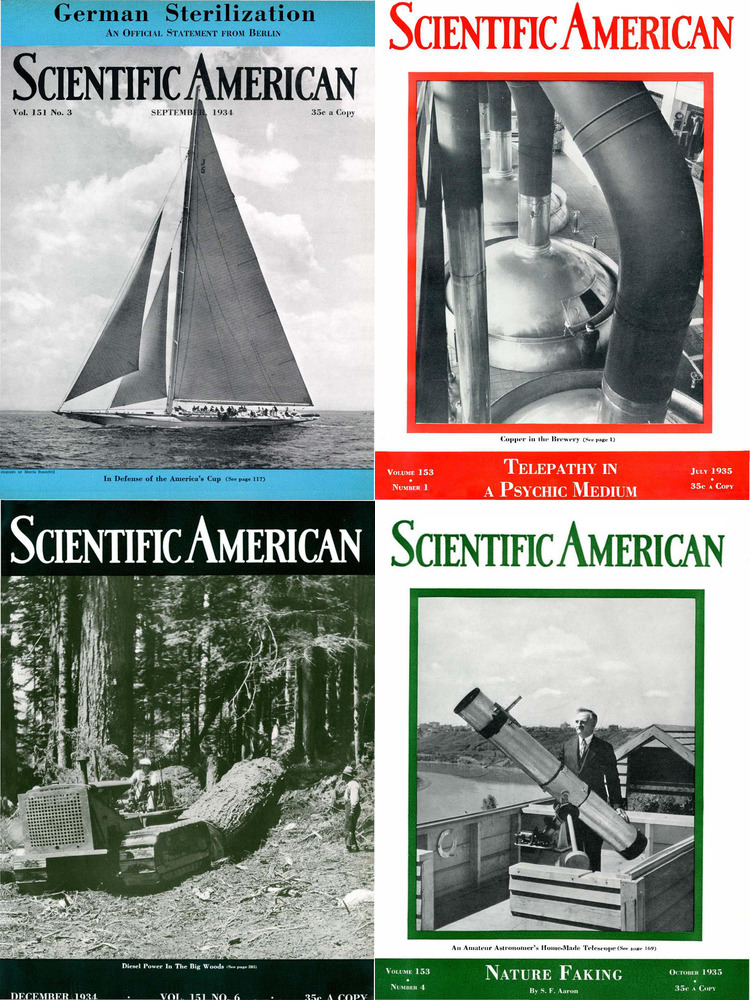 German Sterilization
AN OFFICIAL STATEMENT FROM BERLIN
SCIENTIFIC AMERICAN
Vol. 151 No. 3 SEPTEMBER, 1934 35c a Copy
In Defense of the America's Cup (See page 117)
SCIENTIFIC AMERICAN
Copper in the Brewery (See page 1)
VOLUME 153
NUMBER 1
TELEPATHY IN
A PSYCHIC MEDIUM
JULY 1935
35c A COPY
SCIENTIFIC AMERICAN
Diesel Power In The Big Woods
DECEMBER 1934 · VOL. 151 NO. 6 · 35c A COPY
SCIENTIFIC AMERICAN
An Amateur Astronomer's Home-Made Telescope (See page 169)
VOLUME 153
NUMBER 4
NATURE FAKING
By S. F. Aaron
OCTOBER 1935
35c A COPY